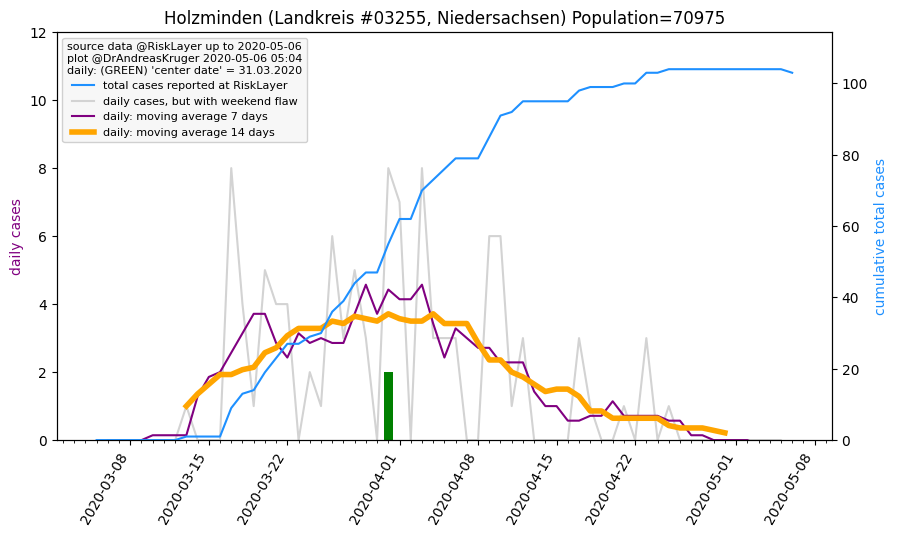 Holzminden (Landkreis #03255, Niedersachsen) Population=70975
source data @RiskLayer up to 2020-05-06
plot @DrAndreasKruger 2020-05-06 05:04
daily: (GREEN) 'center date' = 31.03.2020
total cases reported at RiskLayer
daily cases, but with weekend flaw
daily: moving average 7 days
daily: moving average 14 days
daily cases
12
10
8
6
4
2
0
cumulative total cases
100
80
60
40
20
0
2020-03-08
2020-03-15
2020-03-22
2020-04-01
2020-04-08
2020-04-15
2020-04-22
2020-05-01
2020-05-08